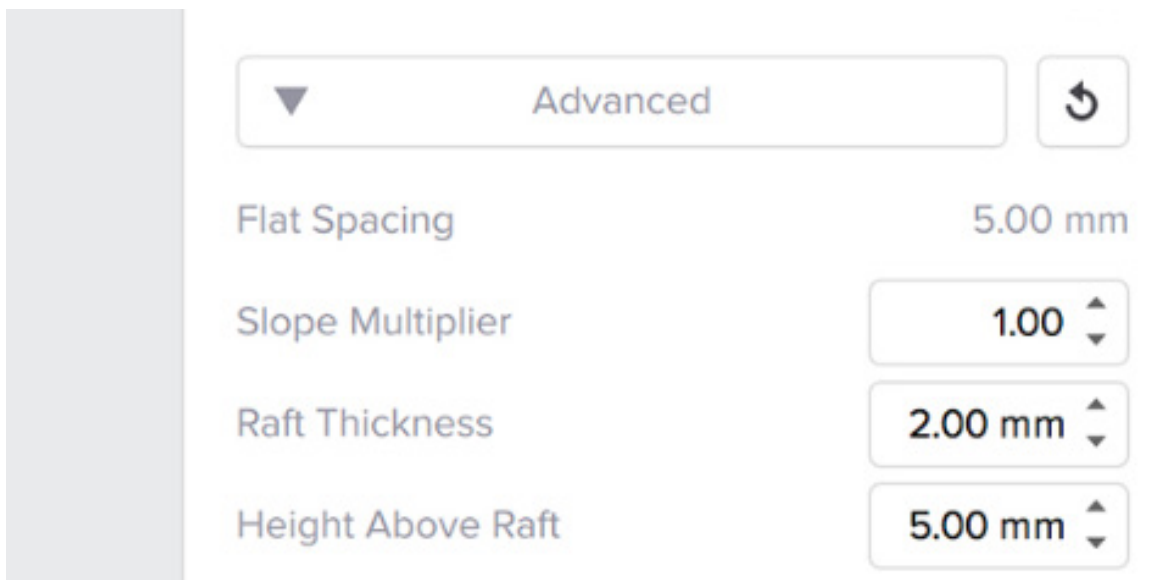 Advanced
Flat Spacing 5.00 mm
Slope Multiplier 1.00
Raft Thickness 2.00 mm
Height Above Raft 5.00 mm